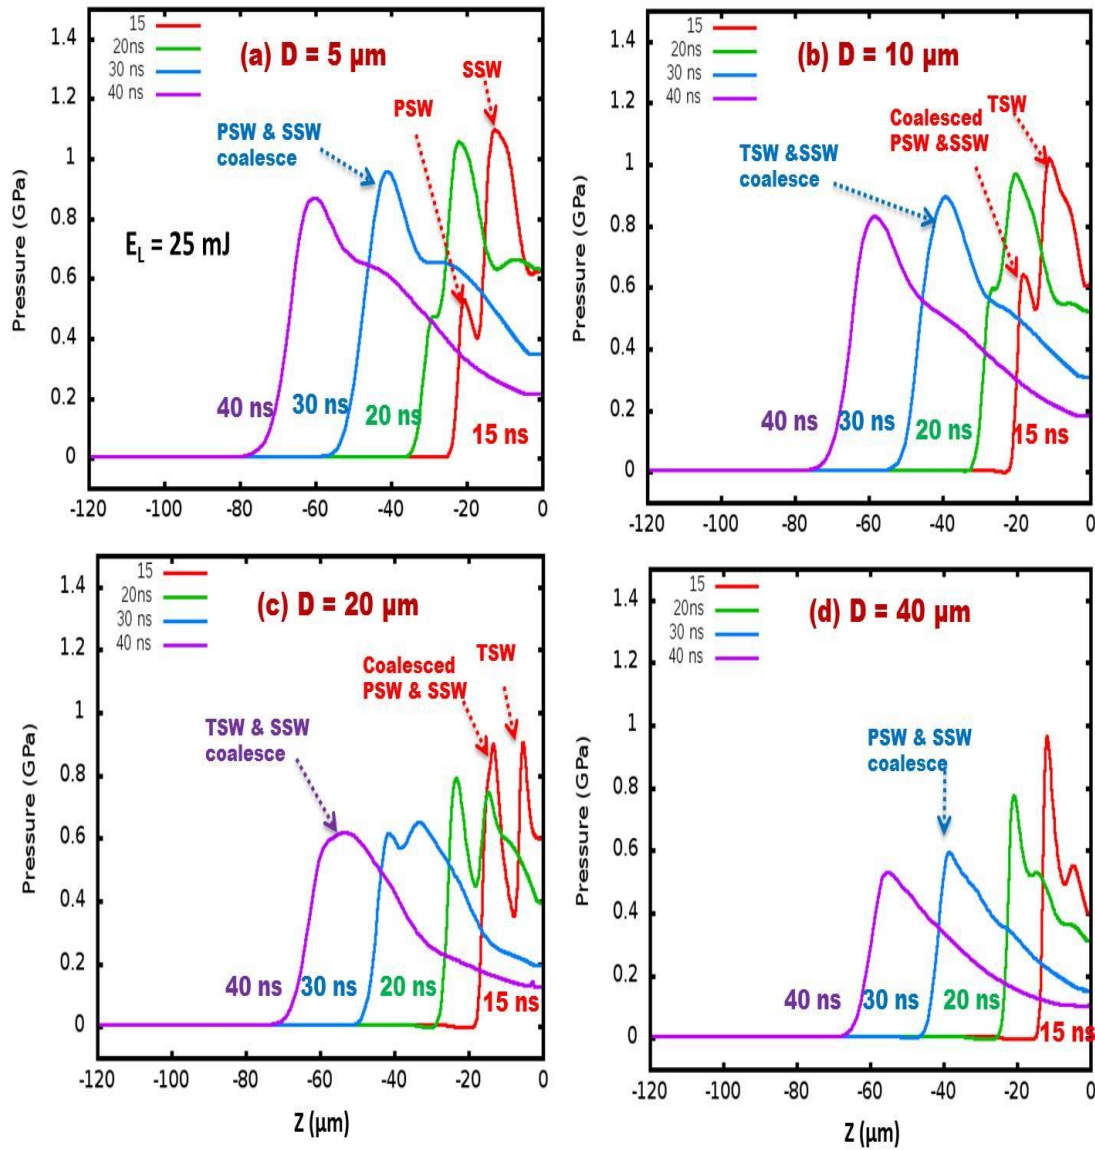 (a) D = 5 μm
15
20ns
30 ns
40 ns
1.4
1.2
1
0.8
0.6
0.4
0.2
0
Pressure (GPa)
SSW
PSW
PSW & SSW
coalesce
E_L = 25 mJ
40 ns
30 ns
20 ns
15 ns
-120
-100
-80
-60
-40
-20
0
(b) D = 10 μm
15
20ns
30 ns
40 ns
1.4
1.2
1
0.8
0.6
0.4
0.2
0
Pressure (GPa)
Coalesced
PSW &SSW
TSW
TSW &SSW
coalesce
40 ns
30 ns
20 ns
15 ns
-120
-100
-80
-60
-40
-20
0
(c) D = 20 μm
15
20ns
30 ns
40 ns
1.4
1.2
1
0.8
0.6
0.4
0.2
0
Pressure (GPa)
TSW
Coalesced
PSW & SSW
TSW & SSW
coalesce
40 ns
30 ns
20 ns
15 ns
-120
-100
-80
-60
-40
-20
0
Z (μm)
(d) D = 40 μm
15
20ns
30 ns
40 ns
1.4
1.2
1
0.8
0.6
0.4
0.2
0
Pressure (GPa)
PSW & SSW
coalesce
40 ns
30 ns
20 ns
15 ns
-120
-100
-80
-60
-40
-20
0
Z (μm)